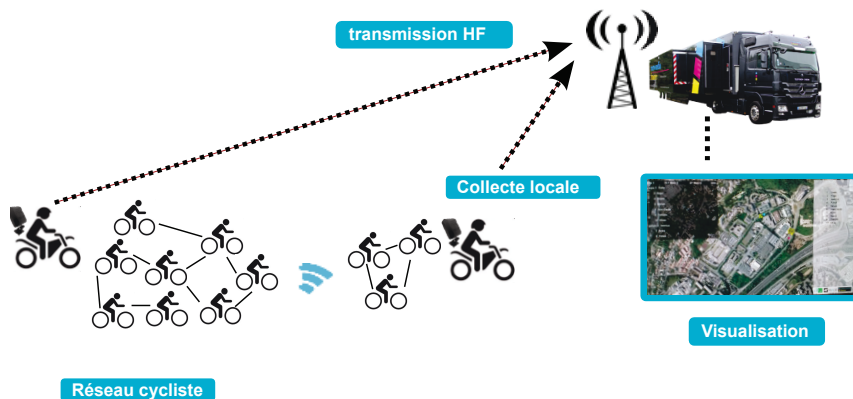 transmission HF
Collecte locale
Visualisation
Réseau cycliste